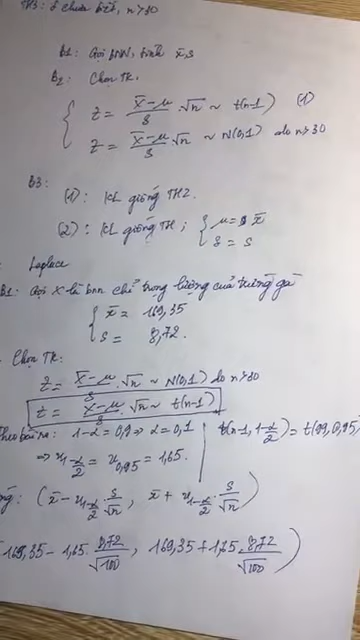 TH3: δ chưa biết, n>30
B1: Gọi BNN, tính x̄, s
B2: Chọn TK.
z = (x̄-μ)/s · √n ~ t(n-1) (1)
z = (x̄-μ)/s · √n ~ N(0,1) do n>30
B3:
(1): KL giống TH2.
(2): KL giống TH ; { μ = x̄
s = s
Laplace
B1: Gọi X là bnn chỉ trọng lượng của trứng gà
x̄ = 169,35
s = 8,72.
Chọn TK:
z = (x̄-μ)/s · √n ~ N(0,1) do n>30
t = (x̄-μ)/s · √n ~ t(n-1)
Theo bài ra: 1-α = 0,9 => α = 0,1 t(n-1, 1-α/2) = t(99, 0,95)
=> u1-α/2 = u0,95 = 1,65.
(x̄ - u1-α/2 · s/√n, x̄ + u1-α/2 · s/√n)
169,35 - 1,65 · 8,72/√100, 169,35 + 1,65 · 8,72/√100)